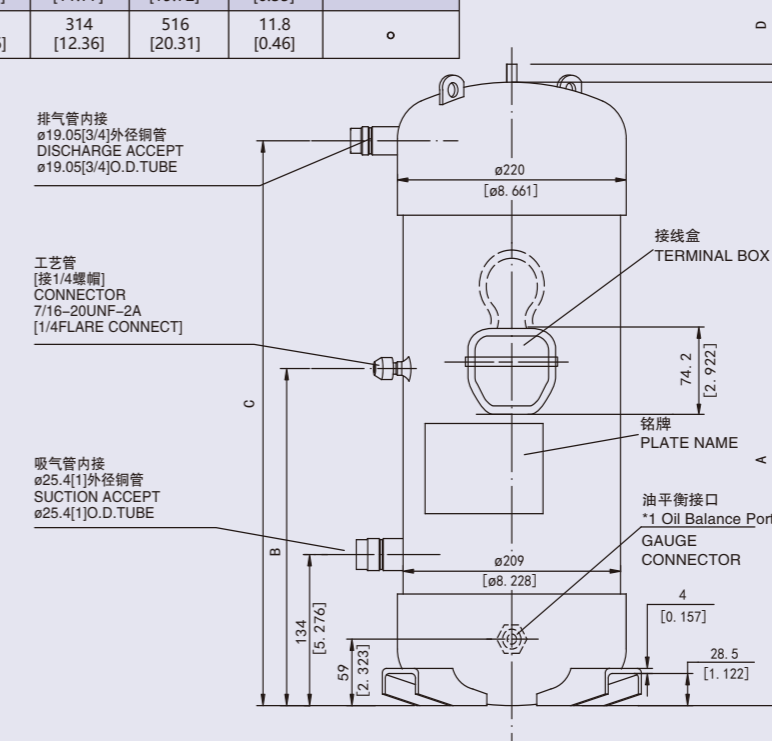 314
516
11.8
[12.36]
[20.31]
[0.46]
D
排气管内接
ø19.05[3/4]外径铜管
DISCHARGE ACCEPT
ø19.05[3/4]O.D.TUBE
ø220
[ø8.661]
接线盒
TERMINAL BOX
工艺管
[接1/4螺帽]
CONNECTOR
7/16-20UNF-2A
[1/4FLARE CONNECT]
74.2
[2.922]
C
铭牌
PLATE NAME
A
吸气管内接
ø25.4[1]外径铜管
SUCTION ACCEPT
ø25.4[1]O.D.TUBE
油平衡接口
*1 Oil Balance Port
GAUGE
CONNECTOR
B
ø209
[ø8.228]
134
[5.276]
59
[2.323]
4
[0.157]
28.5
[1.122]